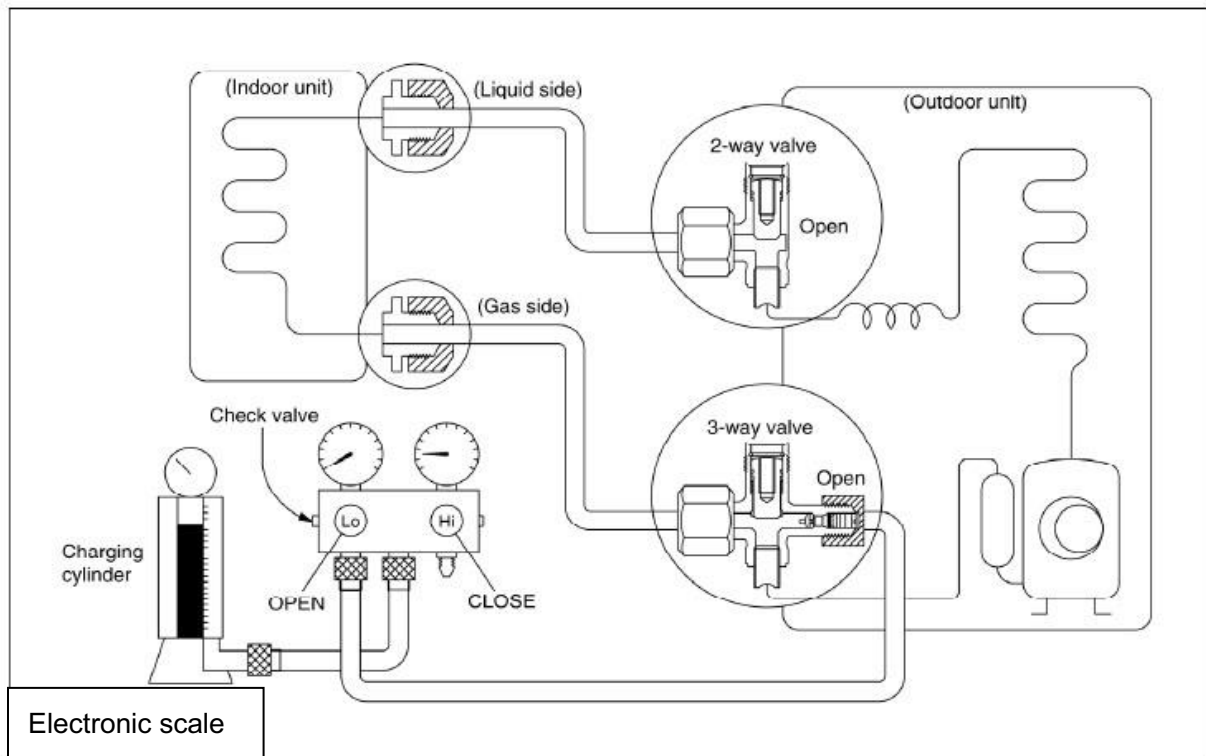 (Indoor unit)
(Liquid side)
(Outdoor unit)
2-way valve
Open
(Gas side)
3-way valve
Open
Check valve
Lo
Hi
Charging
cylinder
OPEN
CLOSE
Electronic scale